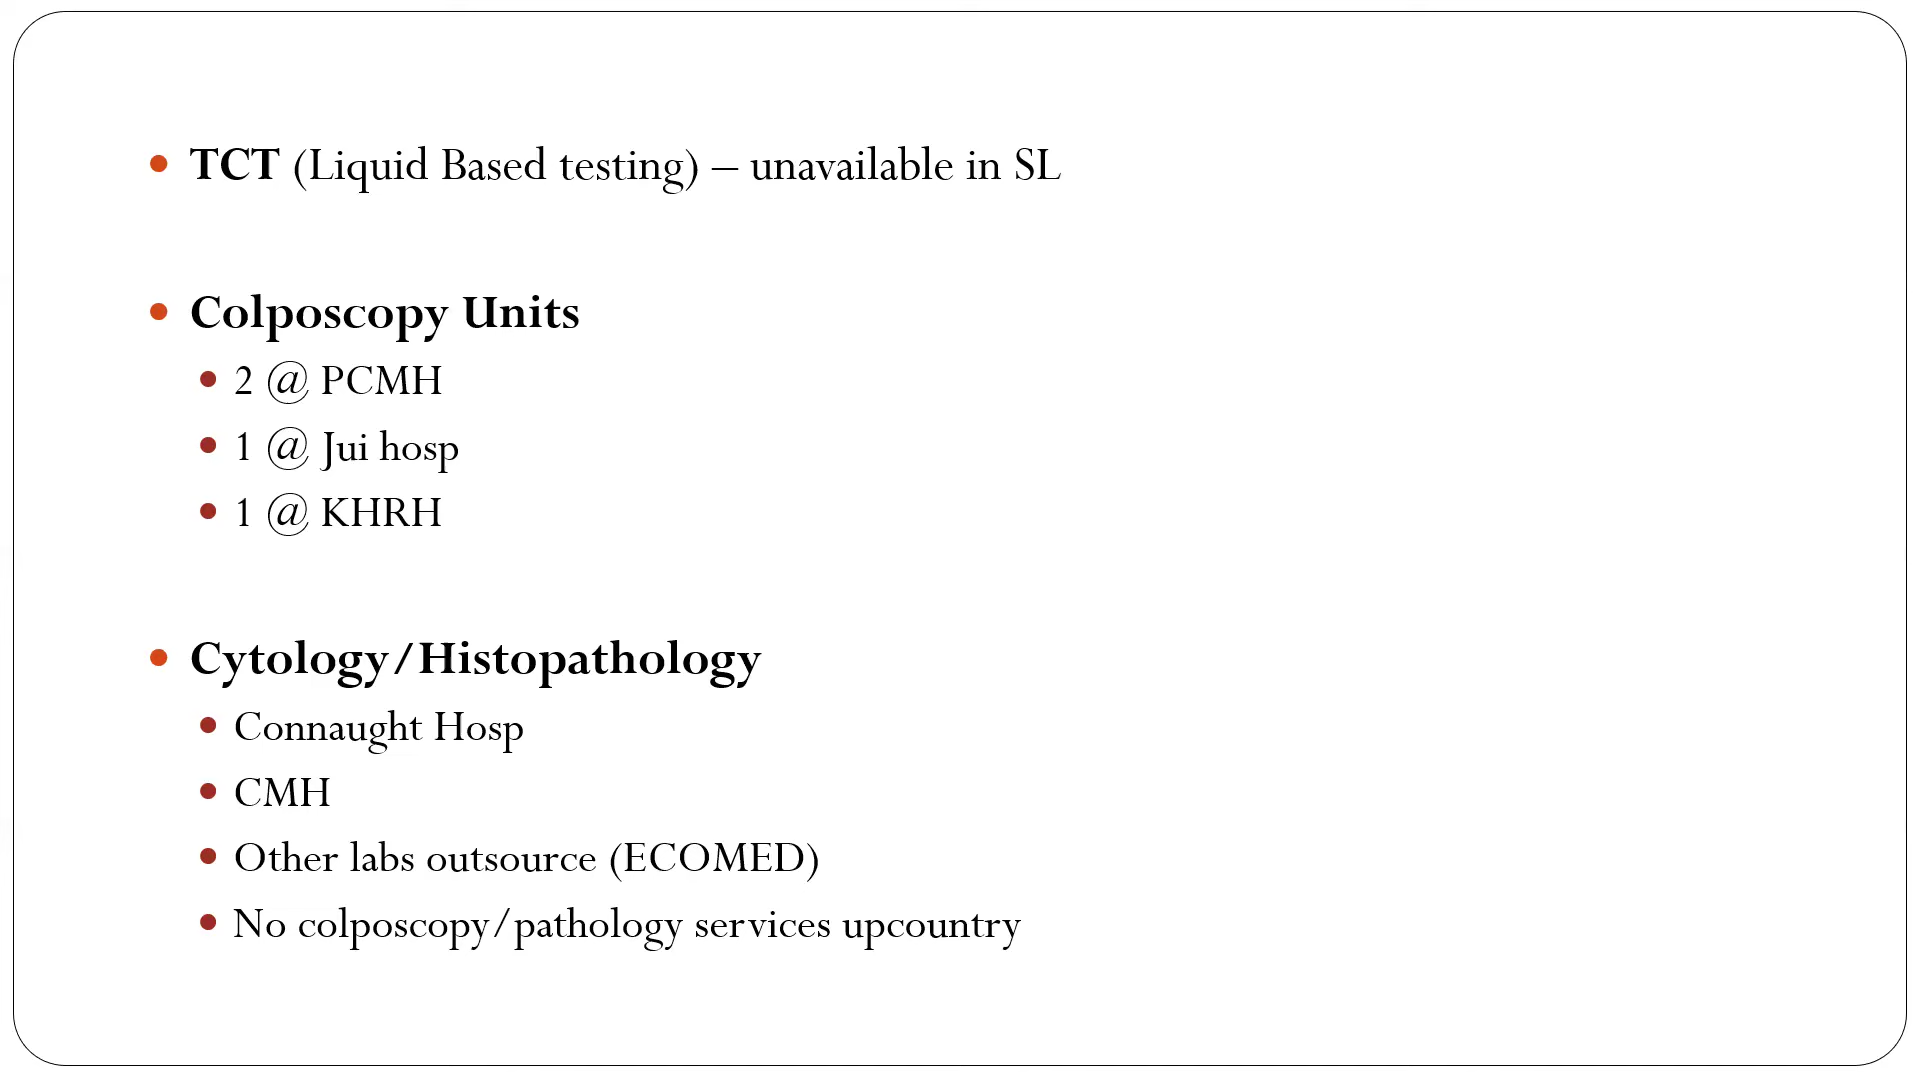 TCT (Liquid Based testing) – unavailable in SL
Colposcopy Units
2 @ PCMH
1 @ Jui hosp
1 @ KHRH
Cytology/Histopathology
Connaught Hosp
CMH
Other labs outsource (ECOMED)
No colposcopy/pathology services upcountry